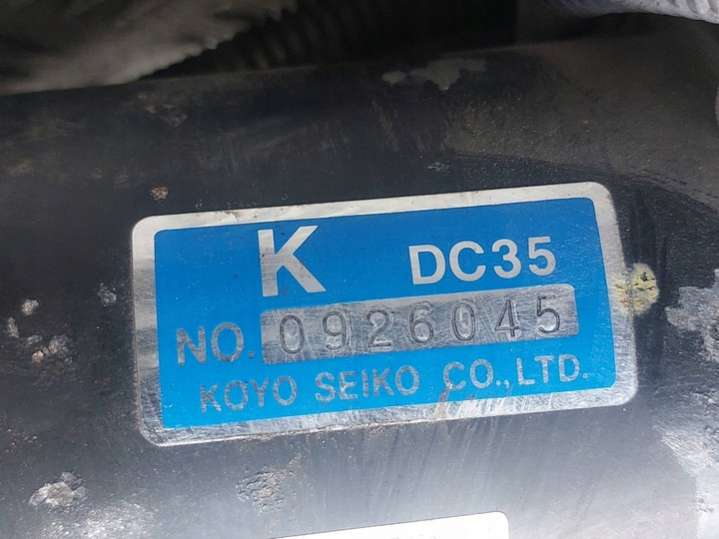 K DC35
NO. 0926045
KOYO SEIKO CO., LTD.